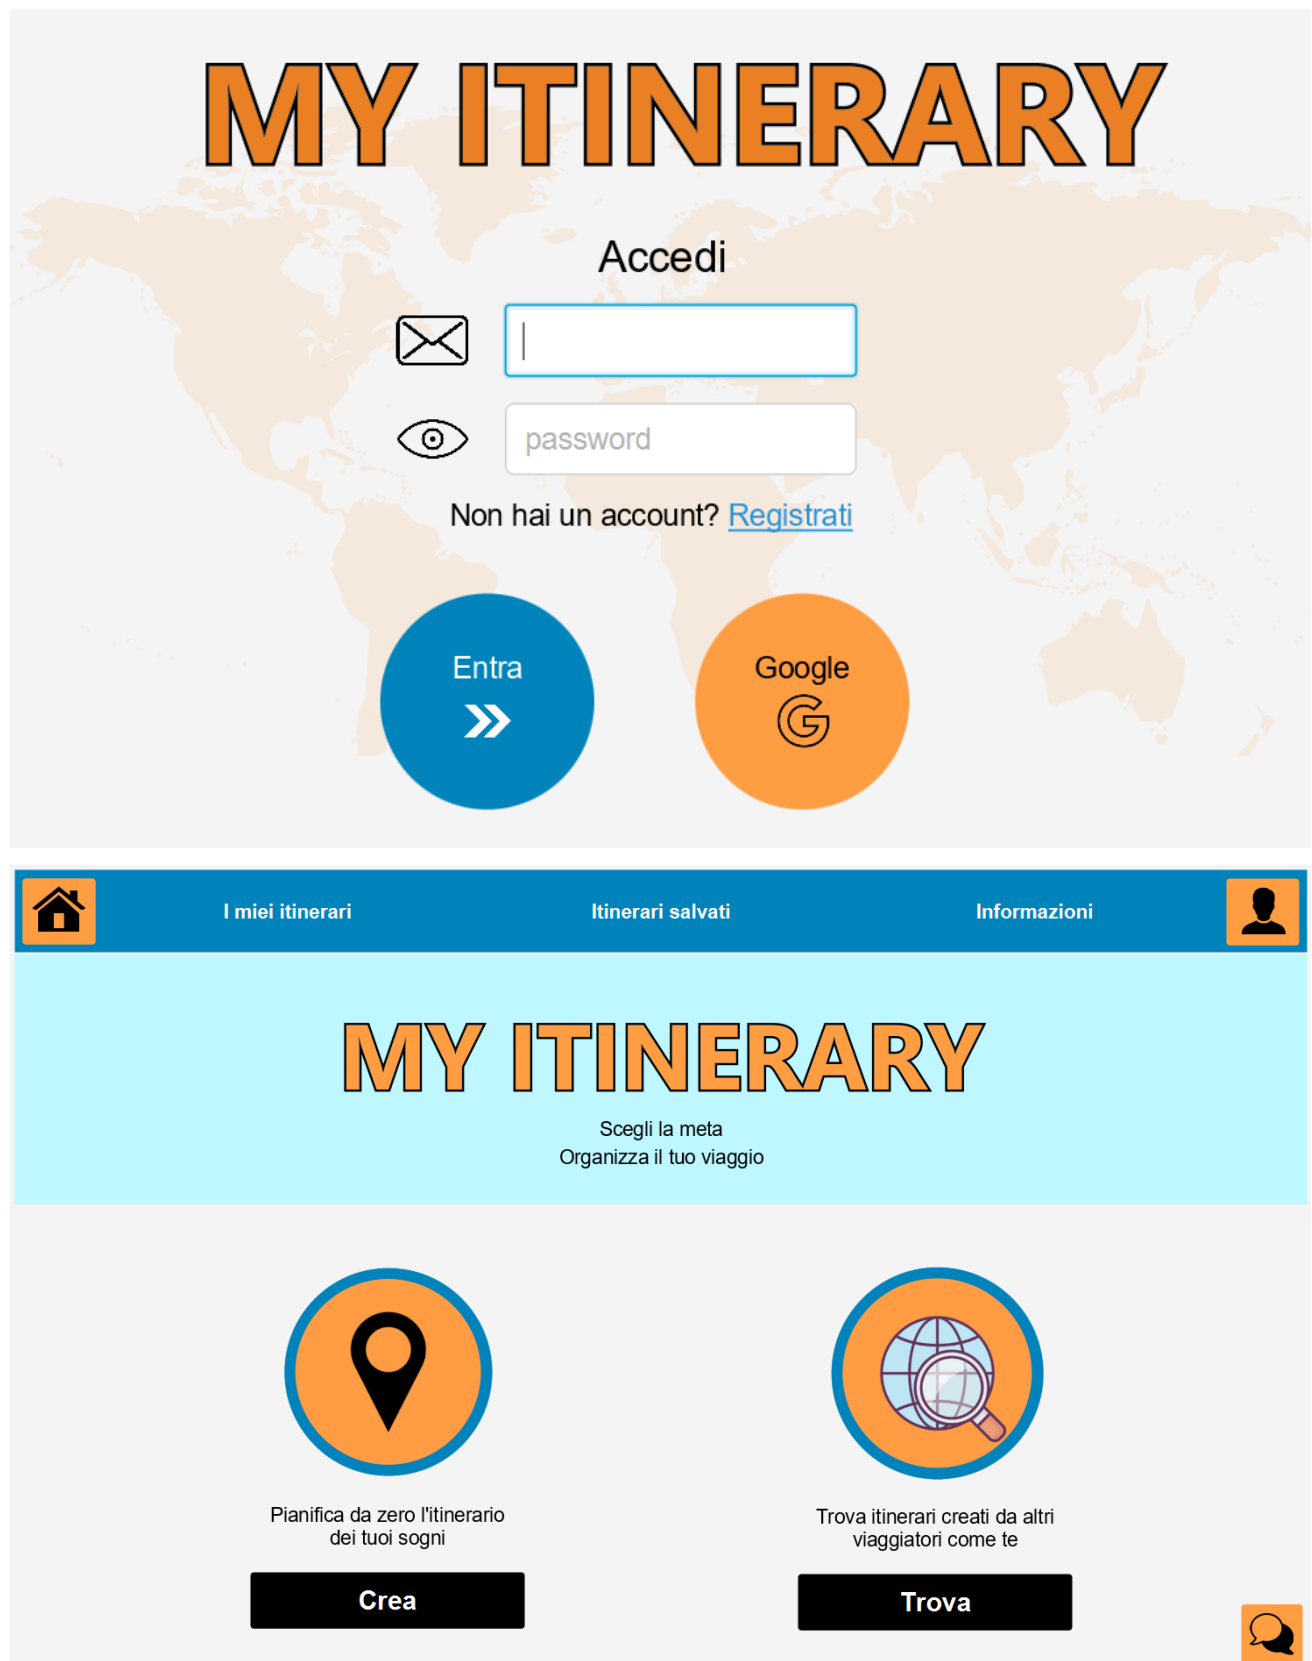 MY ITINERARY
Accedi
password
Non hai un account? Registrati
Entra
Google
I miei itinerari
Itinerari salvati
Informazioni
MY ITINERARY
Scegli la meta
Organizza il tuo viaggio
Pianifica da zero l'itinerario
dei tuoi sogni
Crea
Trova itinerari creati da altri
viaggiatori come te
Trova